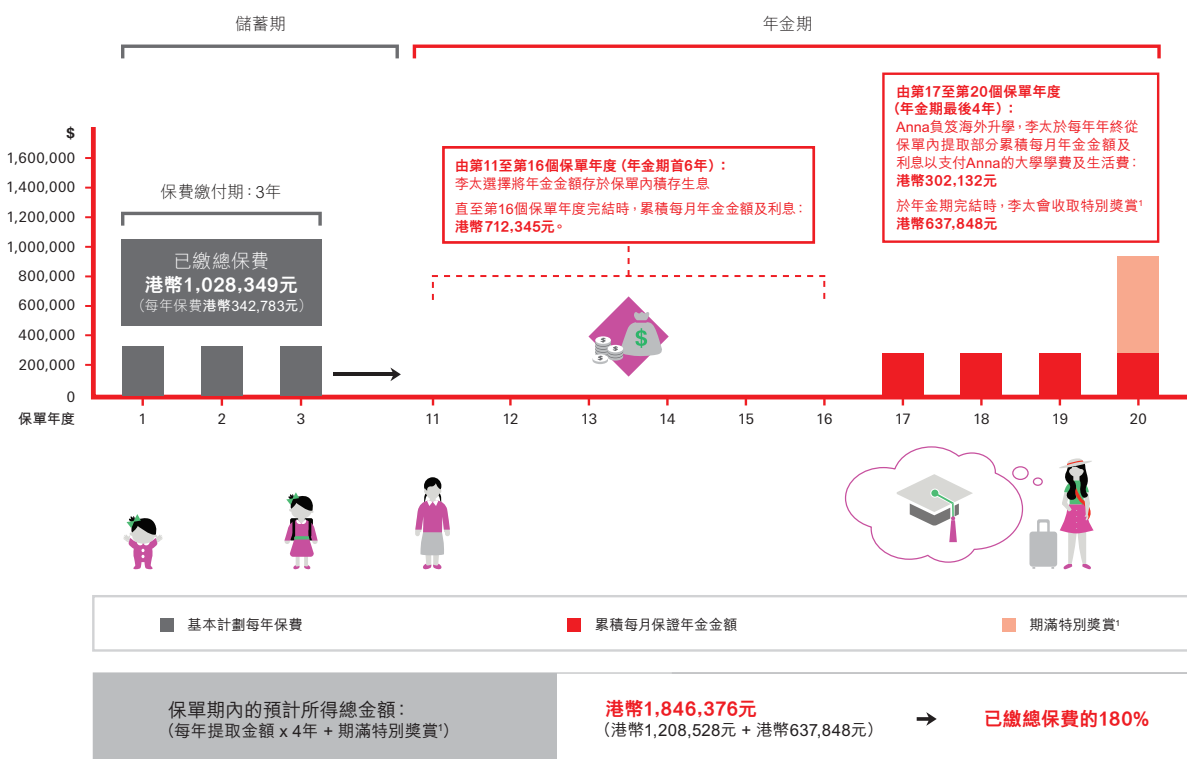 儲蓄期
年金期
$
1,600,000
1,400,000
1,200,000
1,000,000
800,000
600,000
400,000
200,000
0
保費繳付期：3年
已繳總保費
港幣1,028,349元
（每年保費港幣342,783元）
由第11至第16個保單年度（年金期首6年）：
李太選擇將年金金額存於保單內積存生息
直至第16個保單年度完結時，累積每月年金金額及利息：
港幣712,345元。
由第17至第20個保單年度
（年金期最後4年）：
Anna負笈海外升學，李太於每年年終從
保單內提取部分累積每月年金金額及
利息以支付Anna的大學學費及生活費：
港幣302,132元
於年金期完結時，李太會收取特別獎賞¹
港幣637,848元
$
$
$
$
保單年度
1 2 3 11 12 13 14 15 16 17 18 19 20
基本計劃每年保費
累積每月保證年金金額
期滿特別獎賞¹
保單期內的預計所得總金額：
（每年提取金額 x 4年 + 期滿特別獎賞¹）
港幣1,846,376元
（港幣1,208,528元 + 港幣637,848元）
已繳總保費的180%